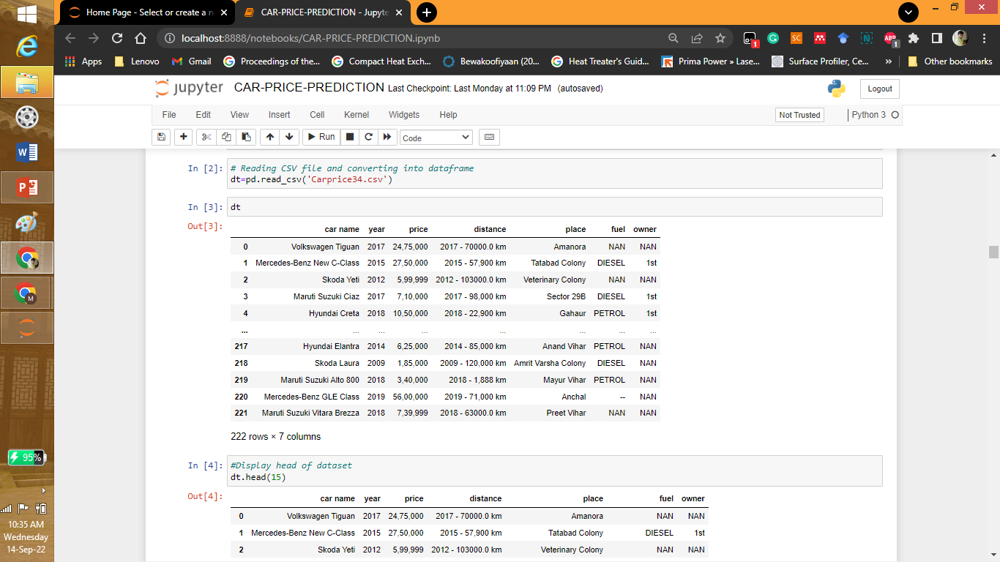 Home Page - Select or create a n
CAR-PRICE-PREDICTION - Jupyte
localhost:8888/notebooks/CAR-PRICE-PREDICTION.ipynb
Apps Lenovo Gmail Proceedings of the... Compact Heat Exch... Bewakoofiyaan (20... Heat Treater's Guid... Prima Power » Lase... Surface Profiler, Ce... » Other bookmarks
jupyter CAR-PRICE-PREDICTION Last Checkpoint: Last Monday at 11:09 PM (autosaved) Logout
File Edit View Insert Cell Kernel Widgets Help Not Trusted Python 3
Run Code
In [2]: # Reading CSV file and converting into dataframe
dt=pd.read_csv('Carprice34.csv')
In [3]: dt
Out[3]:
car name year price distance place fuel owner
0 Volkswagen Tiguan 2017 24,75,000 2017 - 70000.0 km Amanora NAN NAN
1 Mercedes-Benz New C-Class 2015 27,50,000 2015 - 57,900 km Tatabad Colony DIESEL 1st
2 Skoda Yeti 2012 5,99,999 2012 - 103000.0 km Veterinary Colony NAN NAN
3 Maruti Suzuki Ciaz 2017 7,10,000 2017 - 98,000 km Sector 29B DIESEL 1st
4 Hyundai Creta 2018 10,50,000 2018 - 22,900 km Gahaur PETROL 1st
... ... ... ... ... ... ... ...
217 Hyundai Elantra 2014 6,25,000 2014 - 85,000 km Anand Vihar PETROL NAN
218 Skoda Laura 2009 1,85,000 2009 - 120,000 km Amrit Varsha Colony DIESEL NAN
219 Maruti Suzuki Alto 800 2018 3,40,000 2018 - 1,888 km Mayur Vihar PETROL NAN
220 Mercedes-Benz GLE Class 2019 56,00,000 2019 - 71,000 km Anchal -- NAN
221 Maruti Suzuki Vitara Brezza 2018 7,39,999 2018 - 63000.0 km Preet Vihar NAN NAN
222 rows × 7 columns
In [4]: #Display head of dataset
dt.head(15)
Out[4]:
car name year price distance place fuel owner
0 Volkswagen Tiguan 2017 24,75,000 2017 - 70000.0 km Amanora NAN NAN
1 Mercedes-Benz New C-Class 2015 27,50,000 2015 - 57,900 km Tatabad Colony DIESEL 1st
2 Skoda Yeti 2012 5,99,999 2012 - 103000.0 km Veterinary Colony NAN NAN
95%
10:35 AM
Wednesday
14-Sep-22